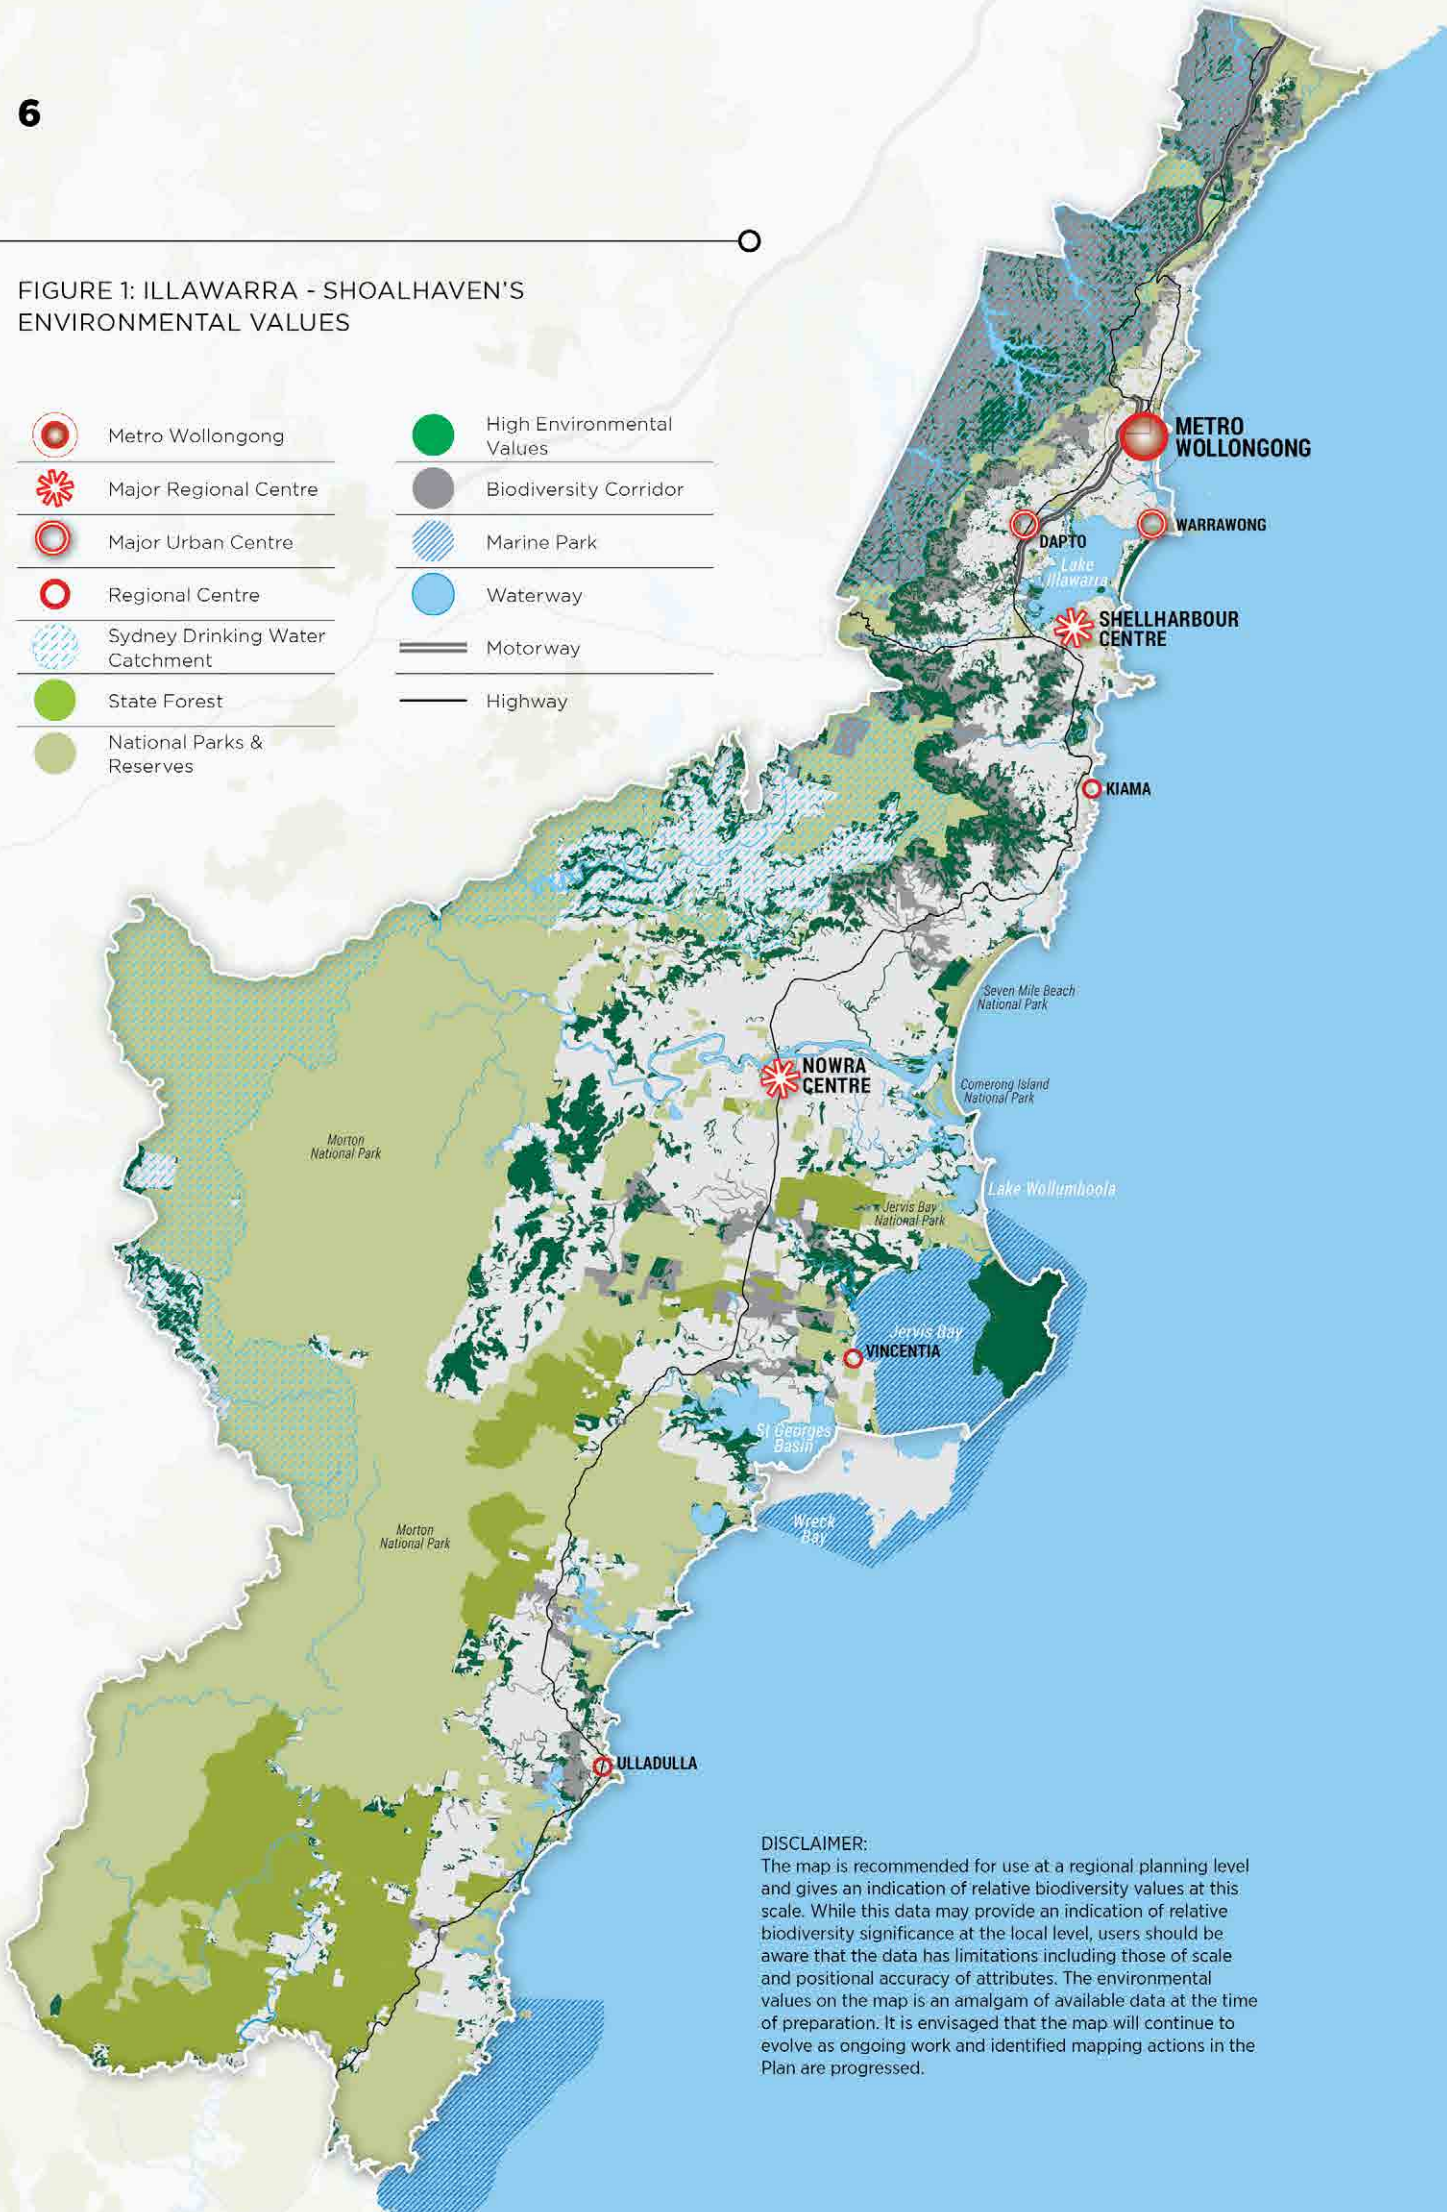 6
FIGURE 1: ILLAWARRA - SHOALHAVEN'S
ENVIRONMENTAL VALUES
Metro Wollongong
Major Regional Centre
Major Urban Centre
Regional Centre
Sydney Drinking Water
Catchment
State Forest
National Parks &
Reserves
High Environmental
Values
Biodiversity Corridor
Marine Park
Waterway
Motorway
Highway
METRO
WOLLONGONG
WARRAWONG
DAPTO
Lake
Illawarra
SHELLHARBOUR
CENTRE
KIAMA
Seven Mile Beach
National Park
NOWRA
CENTRE
Comerong Island
National Park
Morton
National Park
Lake Wollumboola
Jervis Bay
National Park
Jervis Bay
VINCENTIA
St Georges
Basin
Wreck
Bay
Morton
National Park
ULLADULLA
DISCLAIMER:
The map is recommended for use at a regional planning level
and gives an indication of relative biodiversity values at this
scale. While this data may provide an indication of relative
biodiversity significance at the local level, users should be
aware that the data has limitations including those of scale
and positional accuracy of attributes. The environmental
values on the map is an amalgam of available data at the time
of preparation. It is envisaged that the map will continue to
evolve as ongoing work and identified mapping actions in the
Plan are progressed.